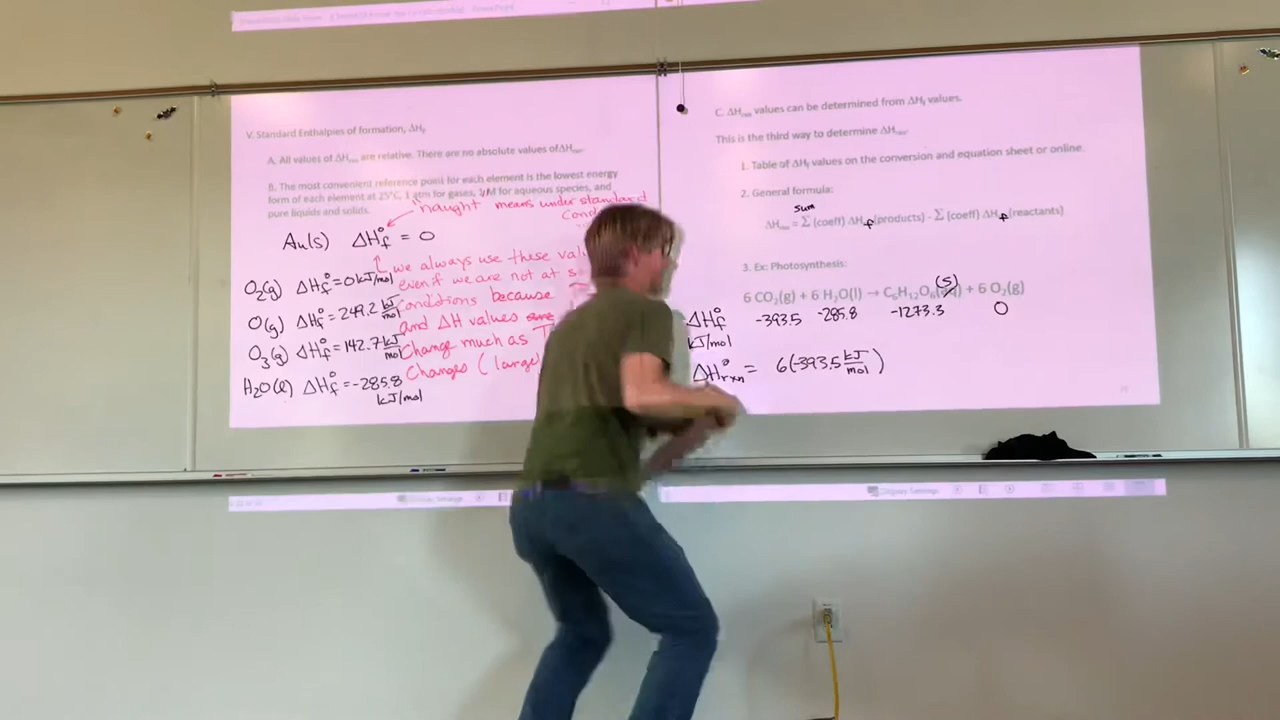 V. Standard Enthalpies of formation, ΔHf
A. All values of ΔHrxn are relative. There are no absolute values of ΔHrxn.
B. The most convenient reference point for each element is the lowest energy
form of each element at 25°C, 1 atm for gases, 1 M for aqueous species, and
pure liquids and solids.
naught means under standard
Au(s) ΔH°f = 0
we always use these
O2(g) ΔH°f = 0 kJ/mol
even if we are not at
O(g) ΔH°f = 249.2 kJ/mol
conditions because
and ΔH values are
O3(g) ΔH°f = 142.7 kJ/mol
Change much as T
Changes (large
H2O(l) ΔH°f = -285.8
kJ/mol
C. ΔHrxn values can be determined from ΔHf values.
This is the third way to determine ΔHrxn.
1. Table of ΔHf values on the conversion and equation sheet or online.
2. General formula:
sum
ΔHrxn = Σ (coeff) ΔHf (products) - Σ (coeff) ΔHf (reactants)
3. Ex: Photosynthesis:
(s)
6 CO2(g) + 6 H2O(l) → C6H12O6 + 6 O2(g)
ΔH°f -393.5 -285.8 -1273.3 0
kJ/mol
ΔH°rxn = 6(-393.5 kJ/mol)
Display Settings
Display Settings